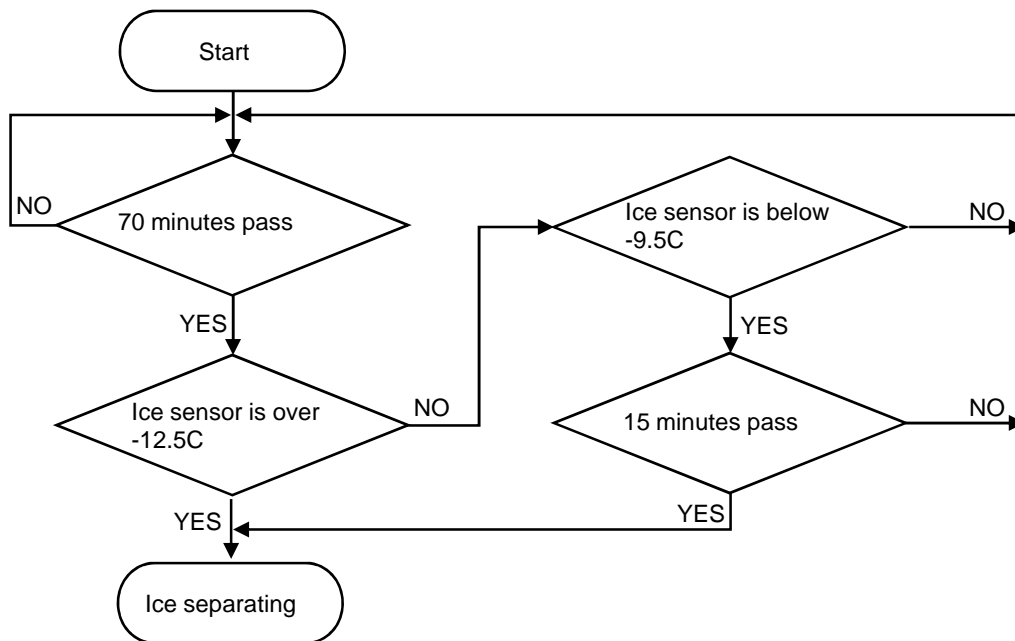 Start
NO
70 minutes pass
YES
Ice sensor is over
-12.5C
NO
YES
Ice separating
Ice sensor is below
-9.5C
NO
YES
15 minutes pass
NO
YES